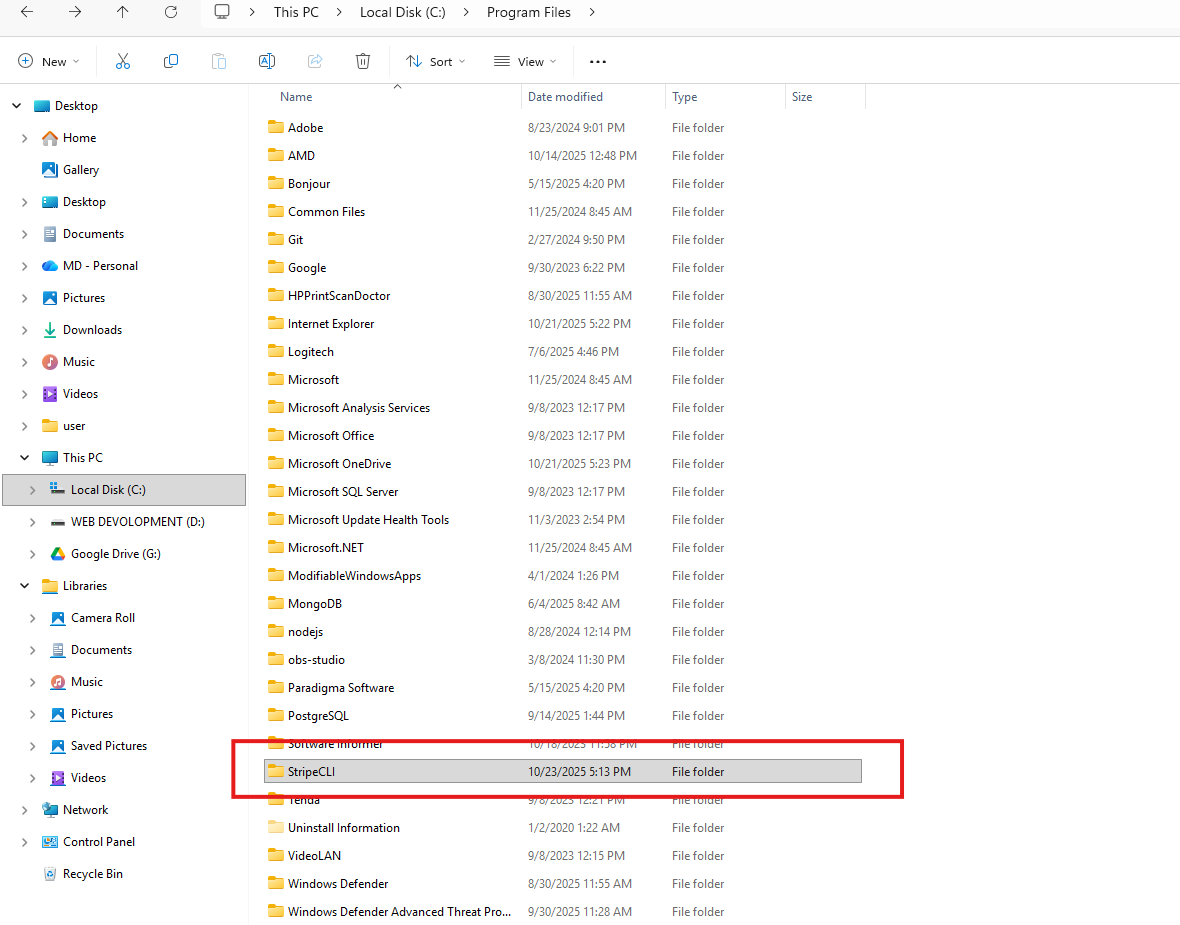 This PC > Local Disk (C:) > Program Files >
New Sort View ...
Name Date modified Type Size
Desktop
Home
Gallery
Desktop
Documents
MD - Personal
Pictures
Downloads
Music
Videos
user
This PC
Local Disk (C:)
WEB DEVOLOPMENT (D:)
Google Drive (G:)
Libraries
Camera Roll
Documents
Music
Pictures
Saved Pictures
Videos
Network
Control Panel
Recycle Bin
Adobe 8/23/2024 9:01 PM File folder
AMD 10/14/2025 12:48 PM File folder
Bonjour 5/15/2025 4:20 PM File folder
Common Files 11/25/2024 8:45 AM File folder
Git 2/27/2024 9:50 PM File folder
Google 9/30/2023 6:22 PM File folder
HPPrintScanDoctor 8/30/2025 11:55 AM File folder
Internet Explorer 10/21/2025 5:22 PM File folder
Logitech 7/6/2025 4:46 PM File folder
Microsoft 11/25/2024 8:45 AM File folder
Microsoft Analysis Services 9/8/2023 12:17 PM File folder
Microsoft Office 9/8/2023 12:17 PM File folder
Microsoft OneDrive 10/21/2025 5:23 PM File folder
Microsoft SQL Server 9/8/2023 12:17 PM File folder
Microsoft Update Health Tools 11/3/2023 2:54 PM File folder
Microsoft.NET 11/25/2024 8:45 AM File folder
ModifiableWindowsApps 4/1/2024 1:26 PM File folder
MongoDB 6/4/2025 8:42 AM File folder
nodejs 8/28/2024 12:14 PM File folder
obs-studio 3/8/2024 11:30 PM File folder
Paradigma Software 5/15/2025 4:20 PM File folder
PostgreSQL 9/14/2025 1:44 PM File folder
Software Informer 10/18/2023 11:58 PM File folder
StripeCLI 10/23/2025 5:13 PM File folder
Tenda 9/8/2023 12:21 PM File folder
Uninstall Information 1/2/2020 1:22 AM File folder
VideoLAN 9/8/2023 12:15 PM File folder
Windows Defender 8/30/2025 11:55 AM File folder
Windows Defender Advanced Threat Pro... 9/30/2025 11:28 AM File folder